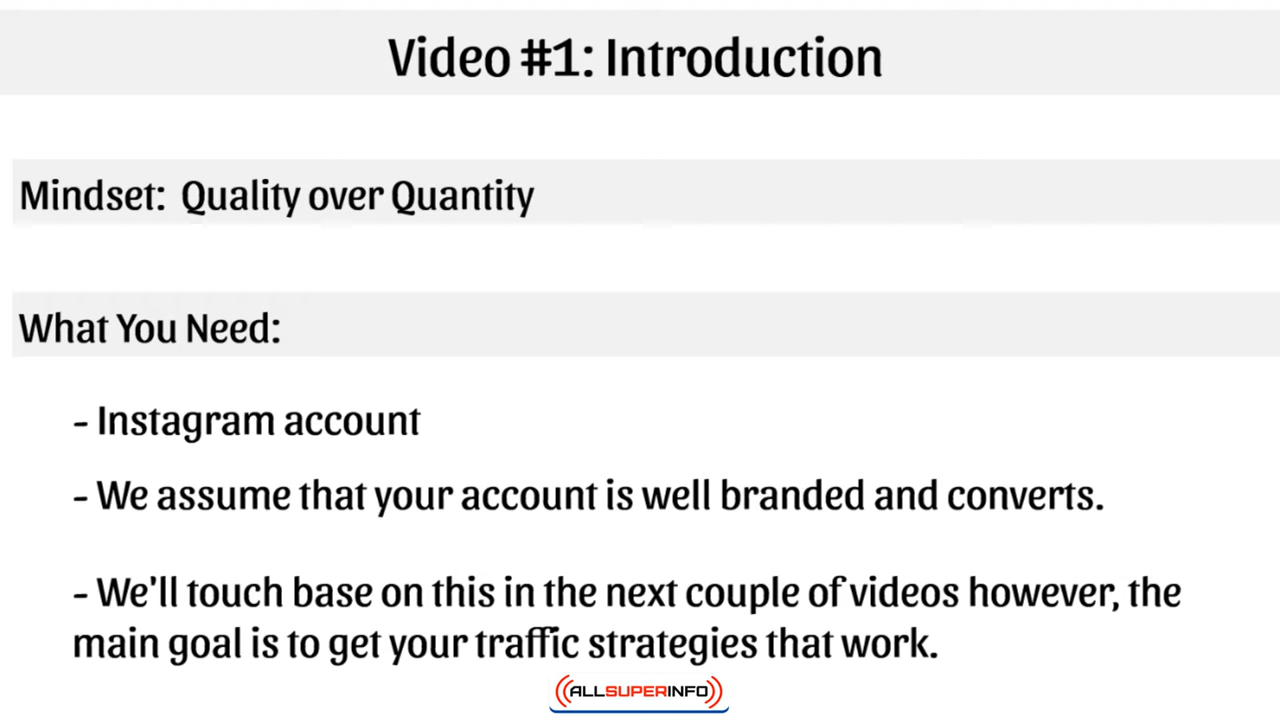 Video #1: Introduction
Mindset:  Quality over Quantity
What You Need:
- Instagram account
- We assume that your account is well branded and converts.
- We'll touch base on this in the next couple of videos however, the
main goal is to get your traffic strategies that work.
ALLSUPERINFO